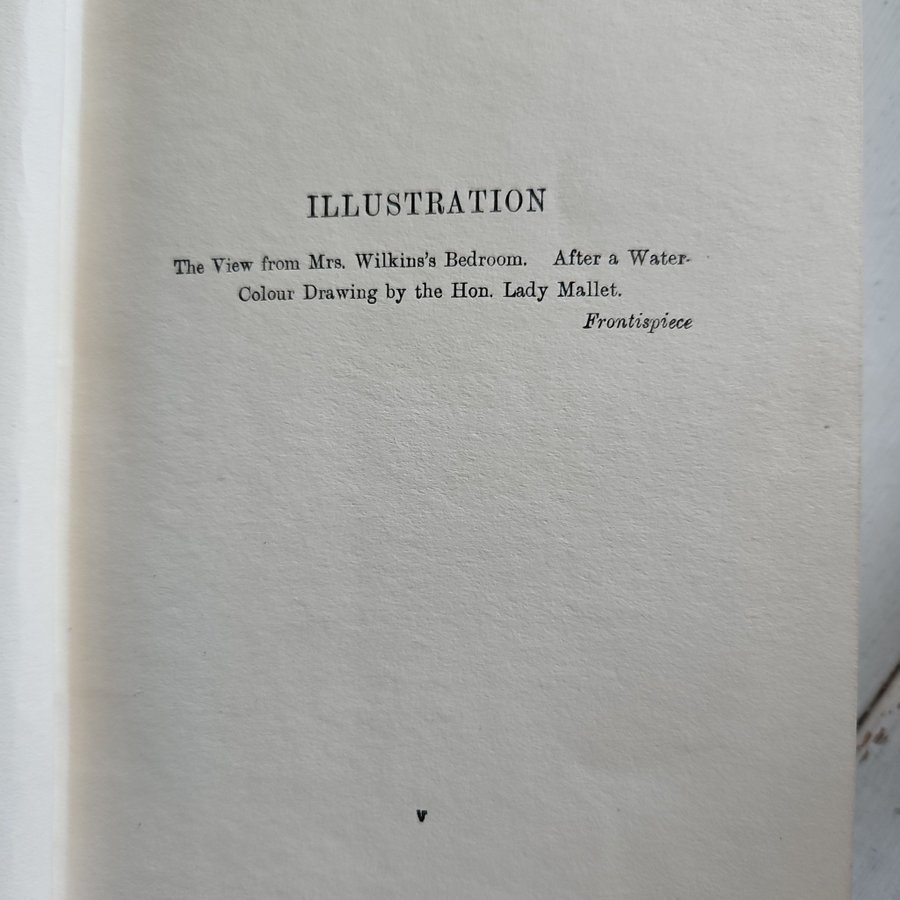 ILLUSTRATION
The View from Mrs. Wilkins's Bedroom. After a Water-
Colour Drawing by the Hon. Lady Mallet.
Frontispiece
v